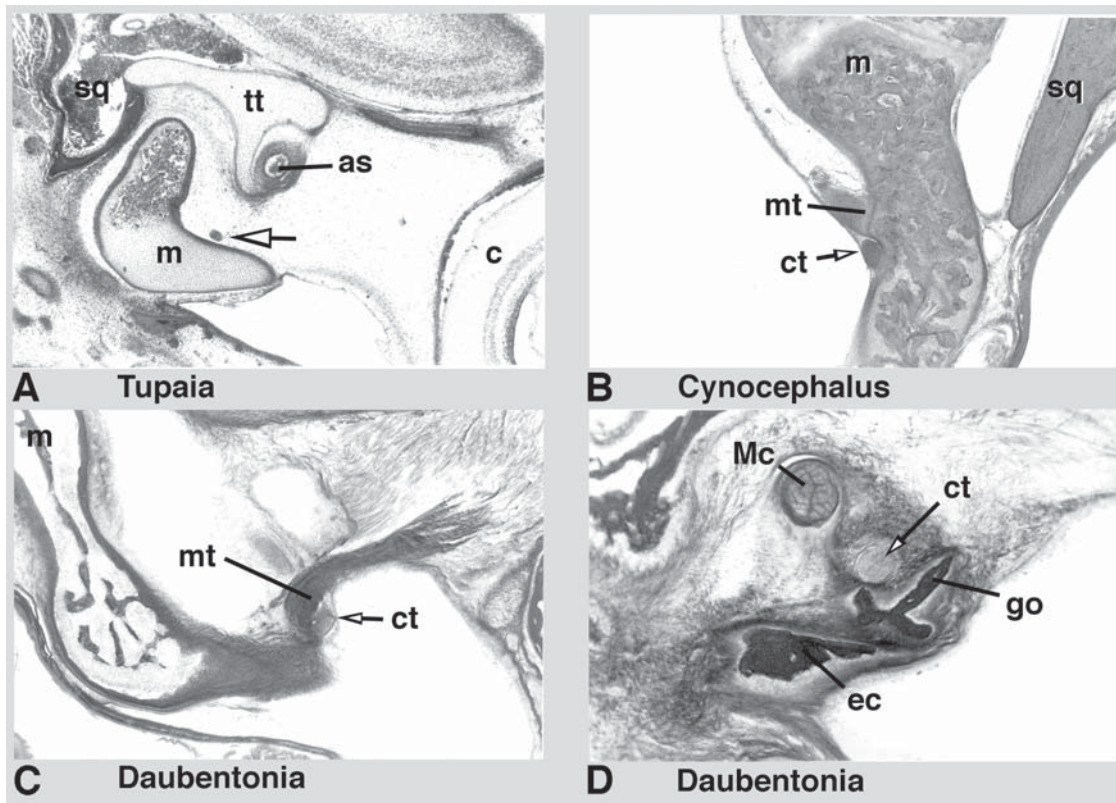 sq
tt
as
m
c
A Tupaia
m
sq
mt
ct
B Cynocephalus
m
mt
ct
C Daubentonia
Mc
ct
go
ec
D Daubentonia